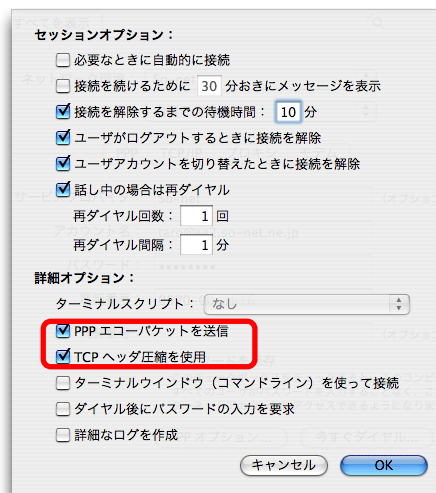 すべてを表示
セッションオプション：
必要なときに自動的に接続
接続を続けるために 30 分おきにメッセージを表示
接続を解除するまでの待機時間： 10 分
ユーザがログアウトするときに接続を解除
ユーザアカウントを切り替えたときに接続を解除
話し中の場合は再ダイヤル
再ダイヤル回数： 1 回
再ダイヤル間隔： 1 分
詳細オプション：
ターミナルスクリプト： なし
PPP エコーパケットを送信
TCP ヘッダ圧縮を使用
ターミナルウインドウ（コマンドライン）を使って接続
ダイヤル後にパスワードの入力を要求
詳細なログを作成
キャンセル OK